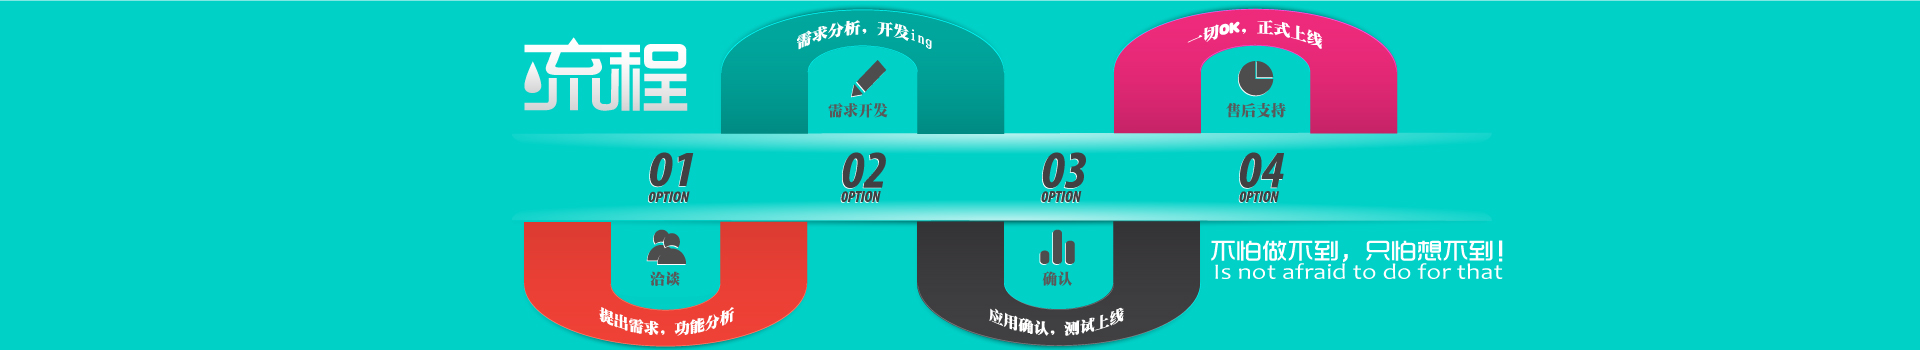 流程
需求分析，开发ing
需求开发
一切OK，正式上线
售后支持
01
OPTION
02
OPTION
03
OPTION
04
OPTION
洽谈
提出需求，功能分析
确认
应用确认，测试上线
不怕做不到，只怕想不到！
Is not afraid to do for that